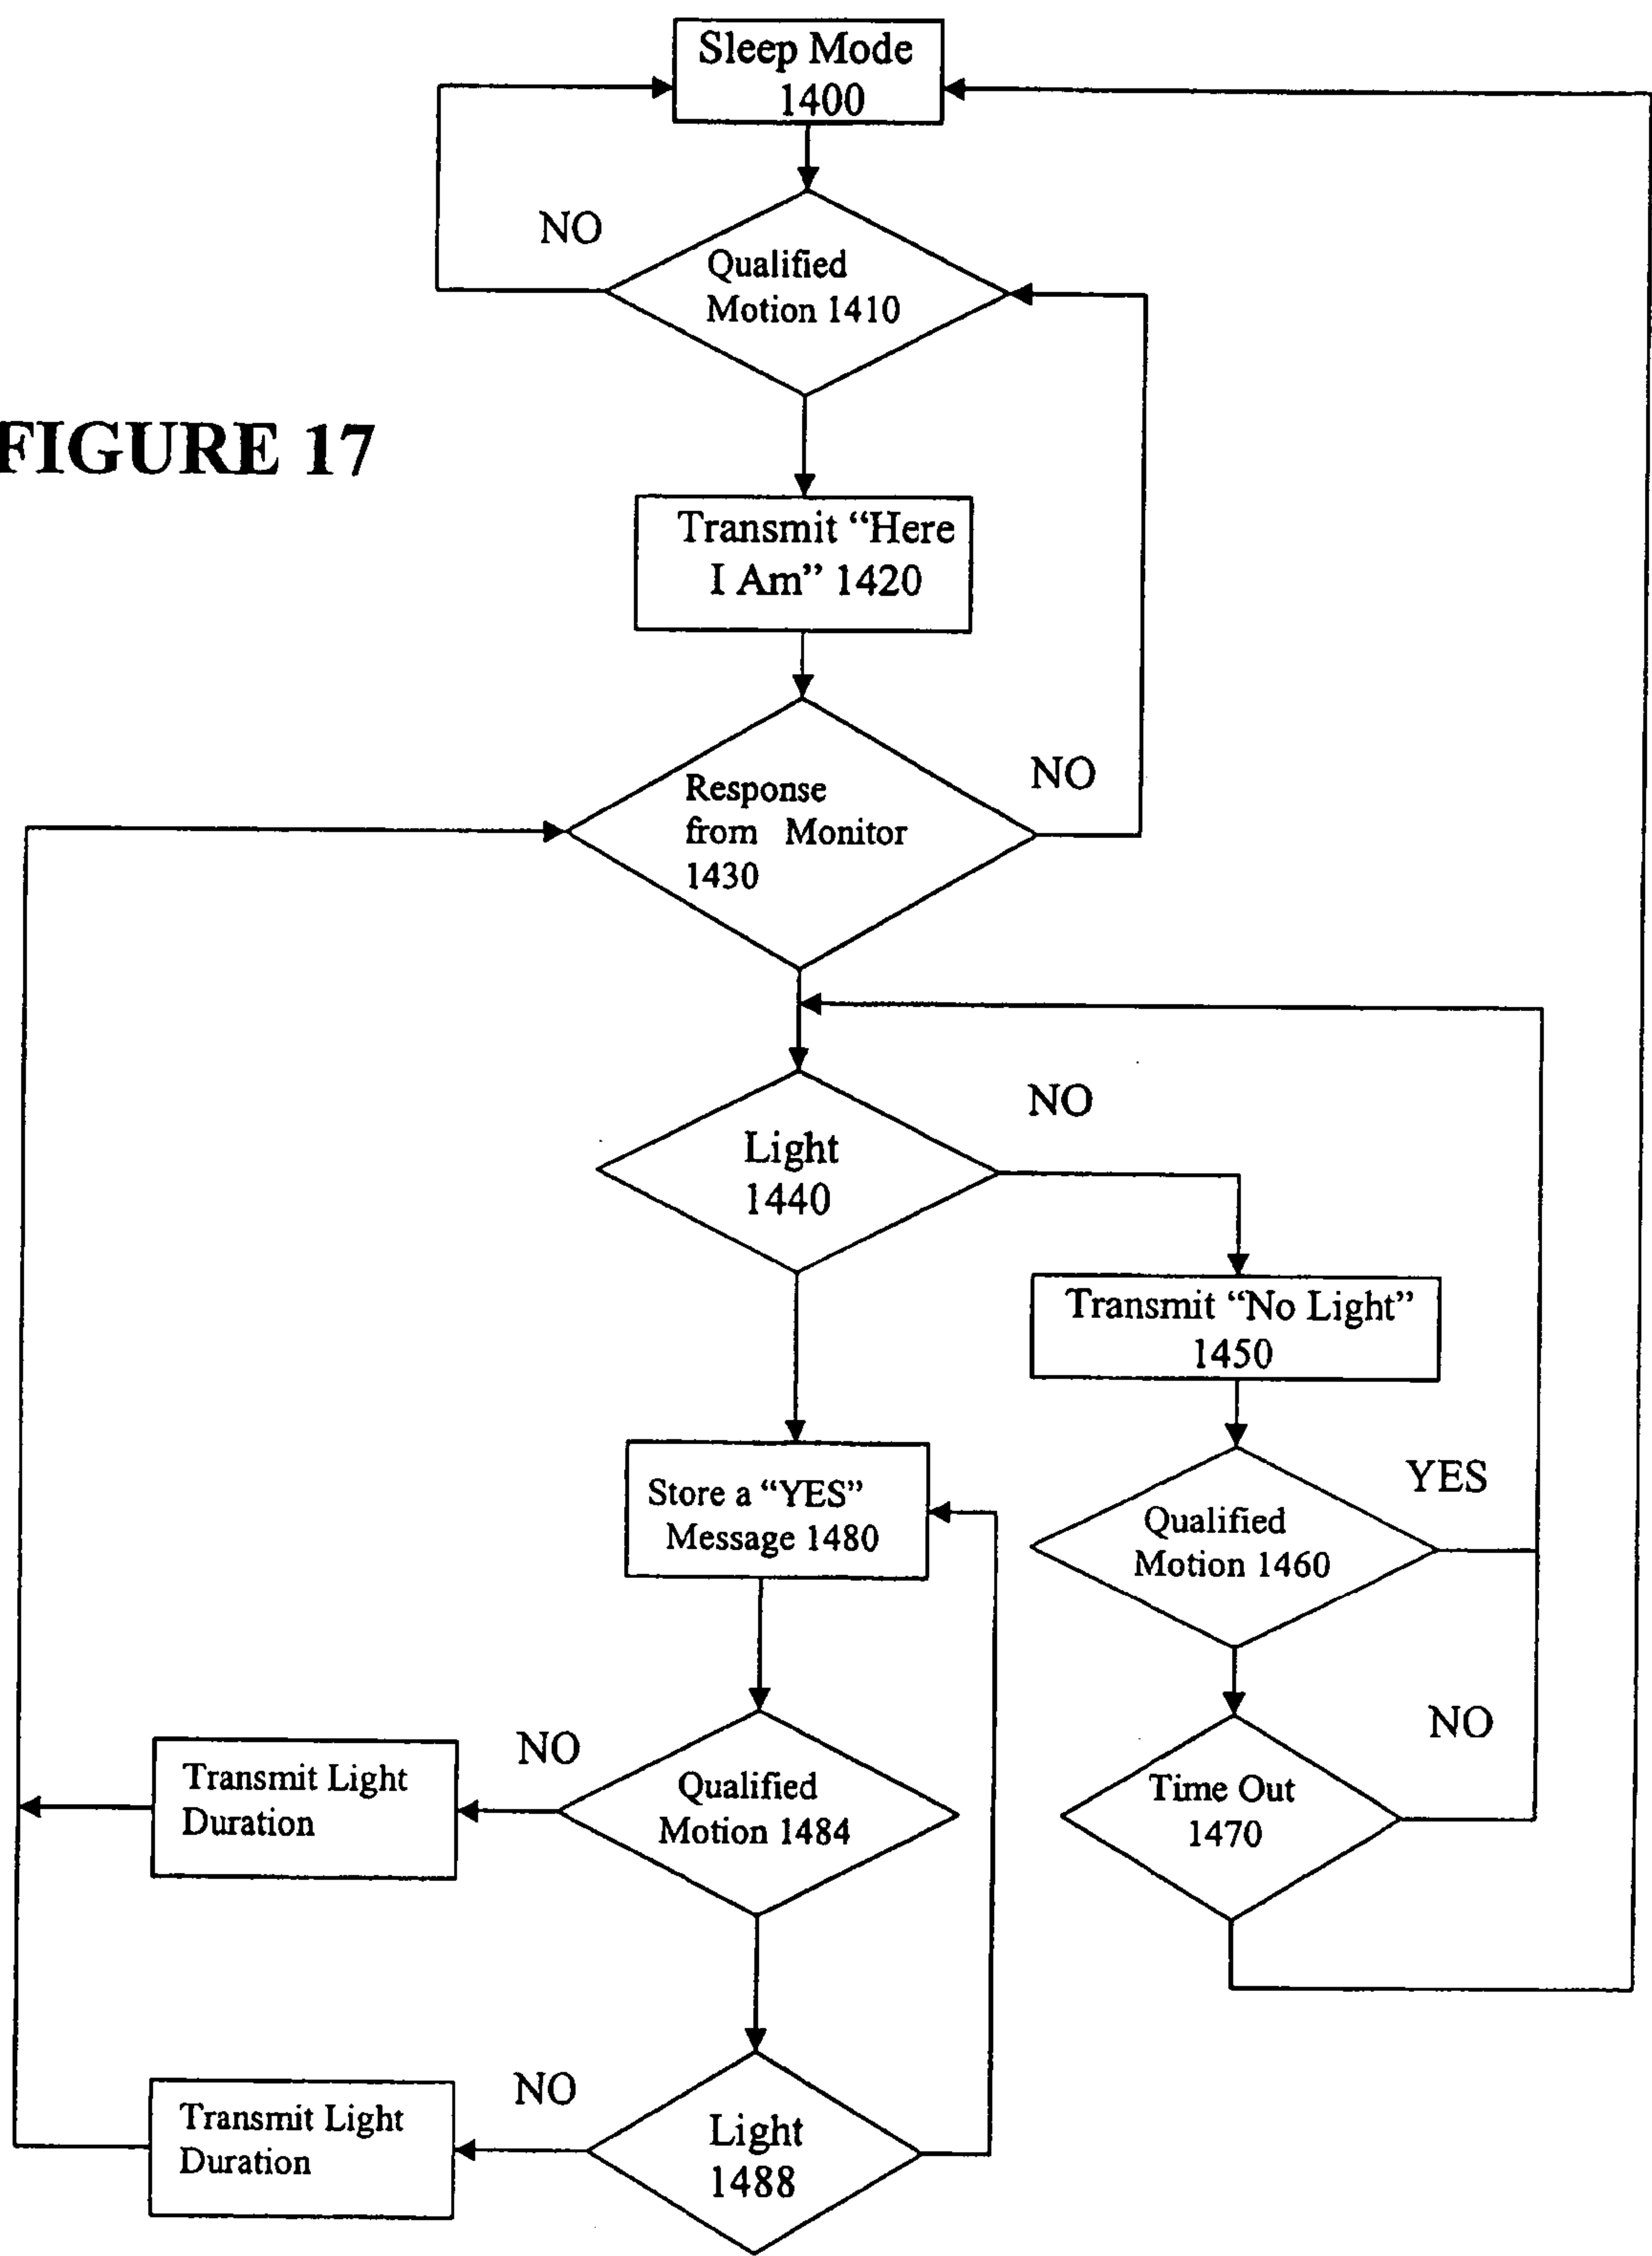 Sleep Mode
1400
NO
Qualified
Motion 1410
FIGURE 17
Transmit “Here
I Am” 1420
NO
Response
from Monitor
1430
NO
Light
1440
Transmit “No Light”
1450
YES
Store a “YES”
Message 1480
Qualified
Motion 1460
NO
NO
Transmit Light
Duration
Qualified
Motion 1484
Time Out
1470
NO
Transmit Light
Duration
Light
1488